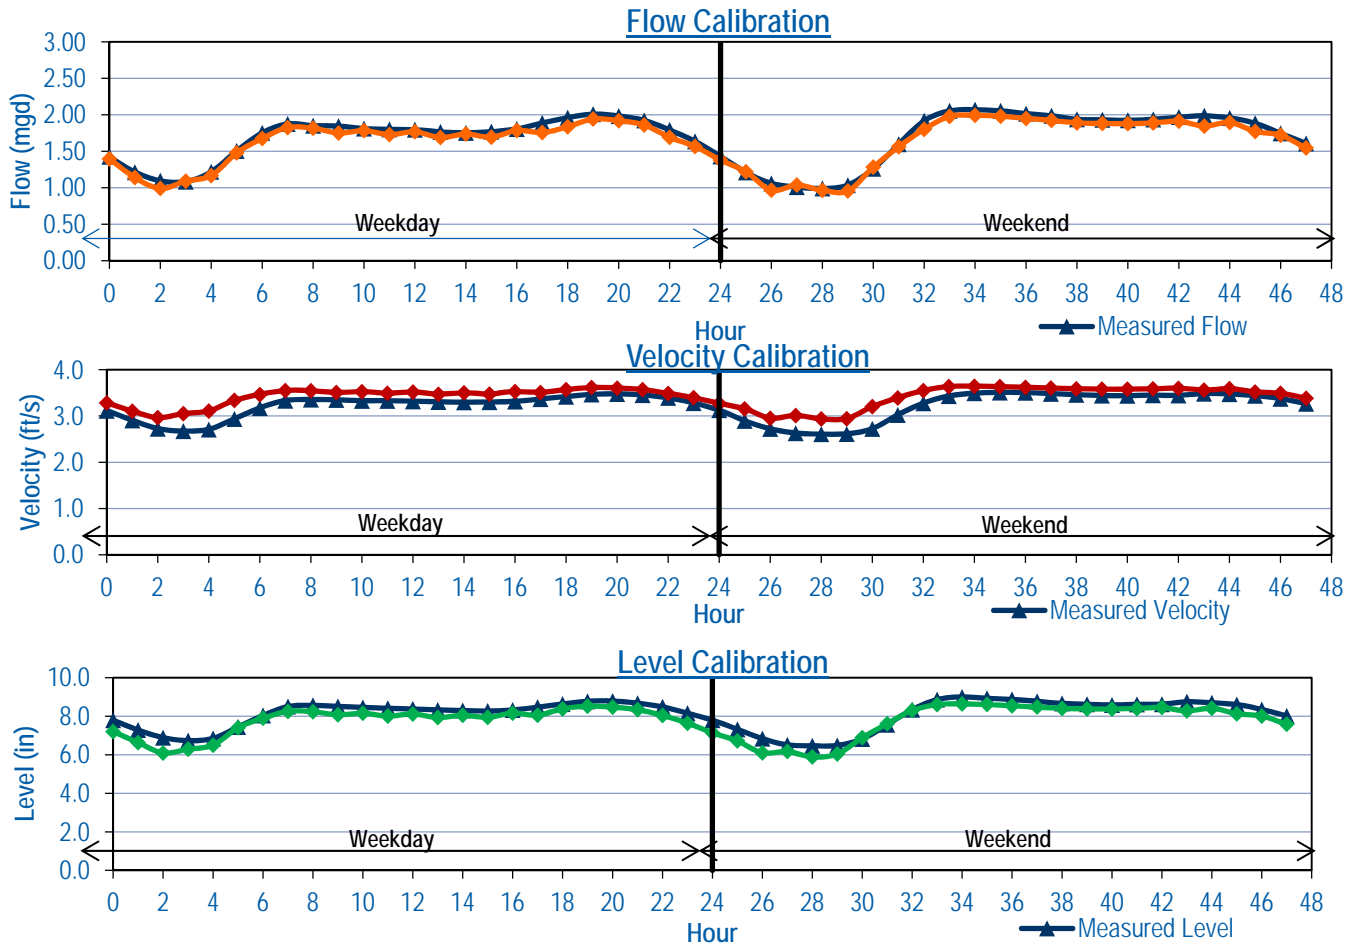 Flow Calibration
3.00
2.50
2.00
1.50
1.00
0.50
0.00
Flow (mgd)
Weekday
Weekend
0 2 4 6 8 10 12 14 16 18 20 22 24 26 28 30 32 34 36 38 40 42 44 46 48
Hour
Measured Flow
Velocity Calibration
4.0
3.0
2.0
1.0
0.0
Velocity (ft/s)
Weekday
Weekend
0 2 4 6 8 10 12 14 16 18 20 22 24 26 28 30 32 34 36 38 40 42 44 46 48
Hour
Measured Velocity
Level Calibration
10.0
8.0
6.0
4.0
2.0
0.0
Level (in)
Weekday
Weekend
0 2 4 6 8 10 12 14 16 18 20 22 24 26 28 30 32 34 36 38 40 42 44 46 48
Hour
Measured Level